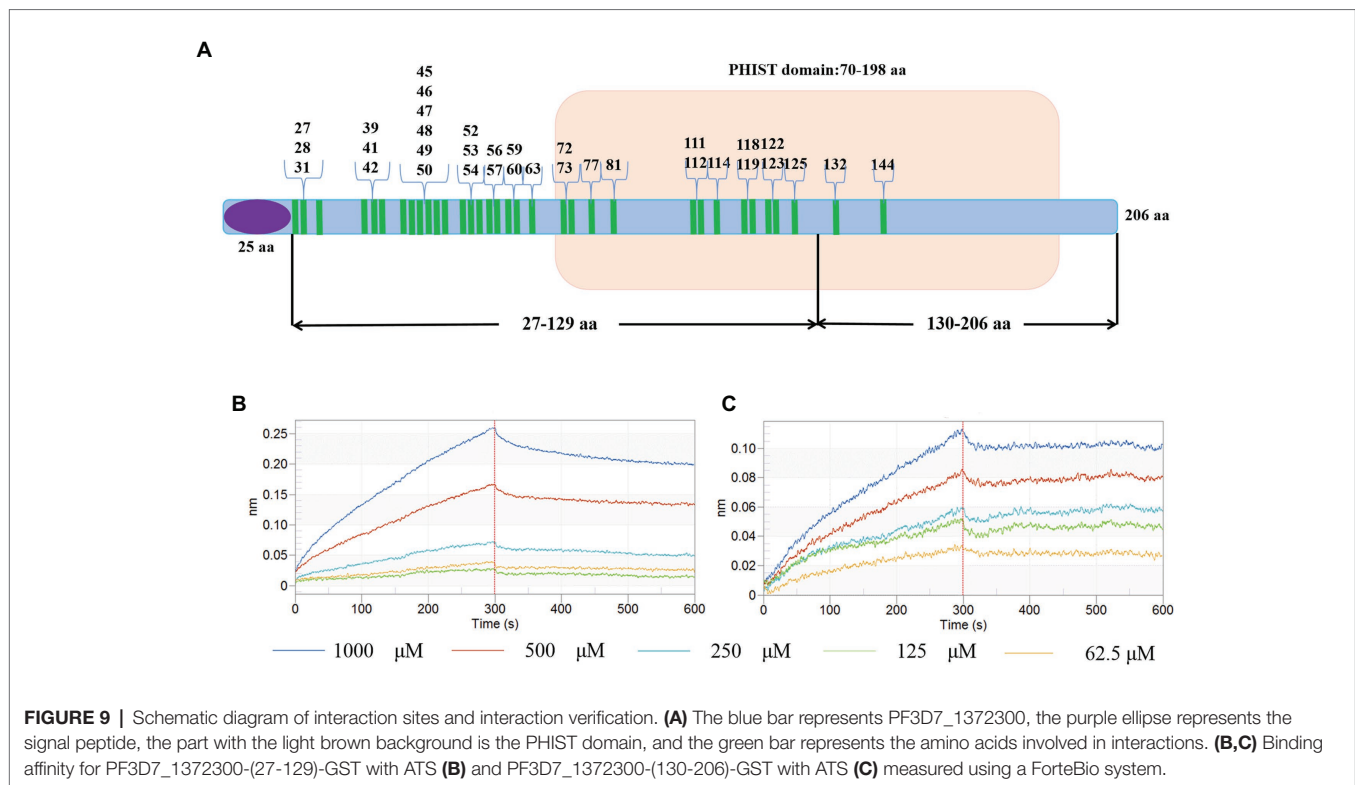 A
PHIST domain:70-198 aa
45
46
47
48
49
50
27
28
31
39
41
42
52
53
54
56
57
59
60
63
72
73
77
81
111
112
114
118
119
122
123
125
132
144
25 aa
206 aa
27-129 aa
130-206 aa
B
0.25
0.20
0.15
0.10
0.05
0
nm
0 100 200 300 400 500 600
Time (s)
C
0.10
0.08
0.06
0.04
0.02
0
nm
0 100 200 300 400 500 600
Time (s)
1000 μM 500 μM 250 μM 125 μM 62.5 μM
FIGURE 9 | Schematic diagram of interaction sites and interaction verification. (A) The blue bar represents PF3D7_1372300, the purple ellipse represents the
signal peptide, the part with the light brown background is the PHIST domain, and the green bar represents the amino acids involved in interactions. (B,C) Binding
affinity for PF3D7_1372300-(27-129)-GST with ATS (B) and PF3D7_1372300-(130-206)-GST with ATS (C) measured using a ForteBio system.